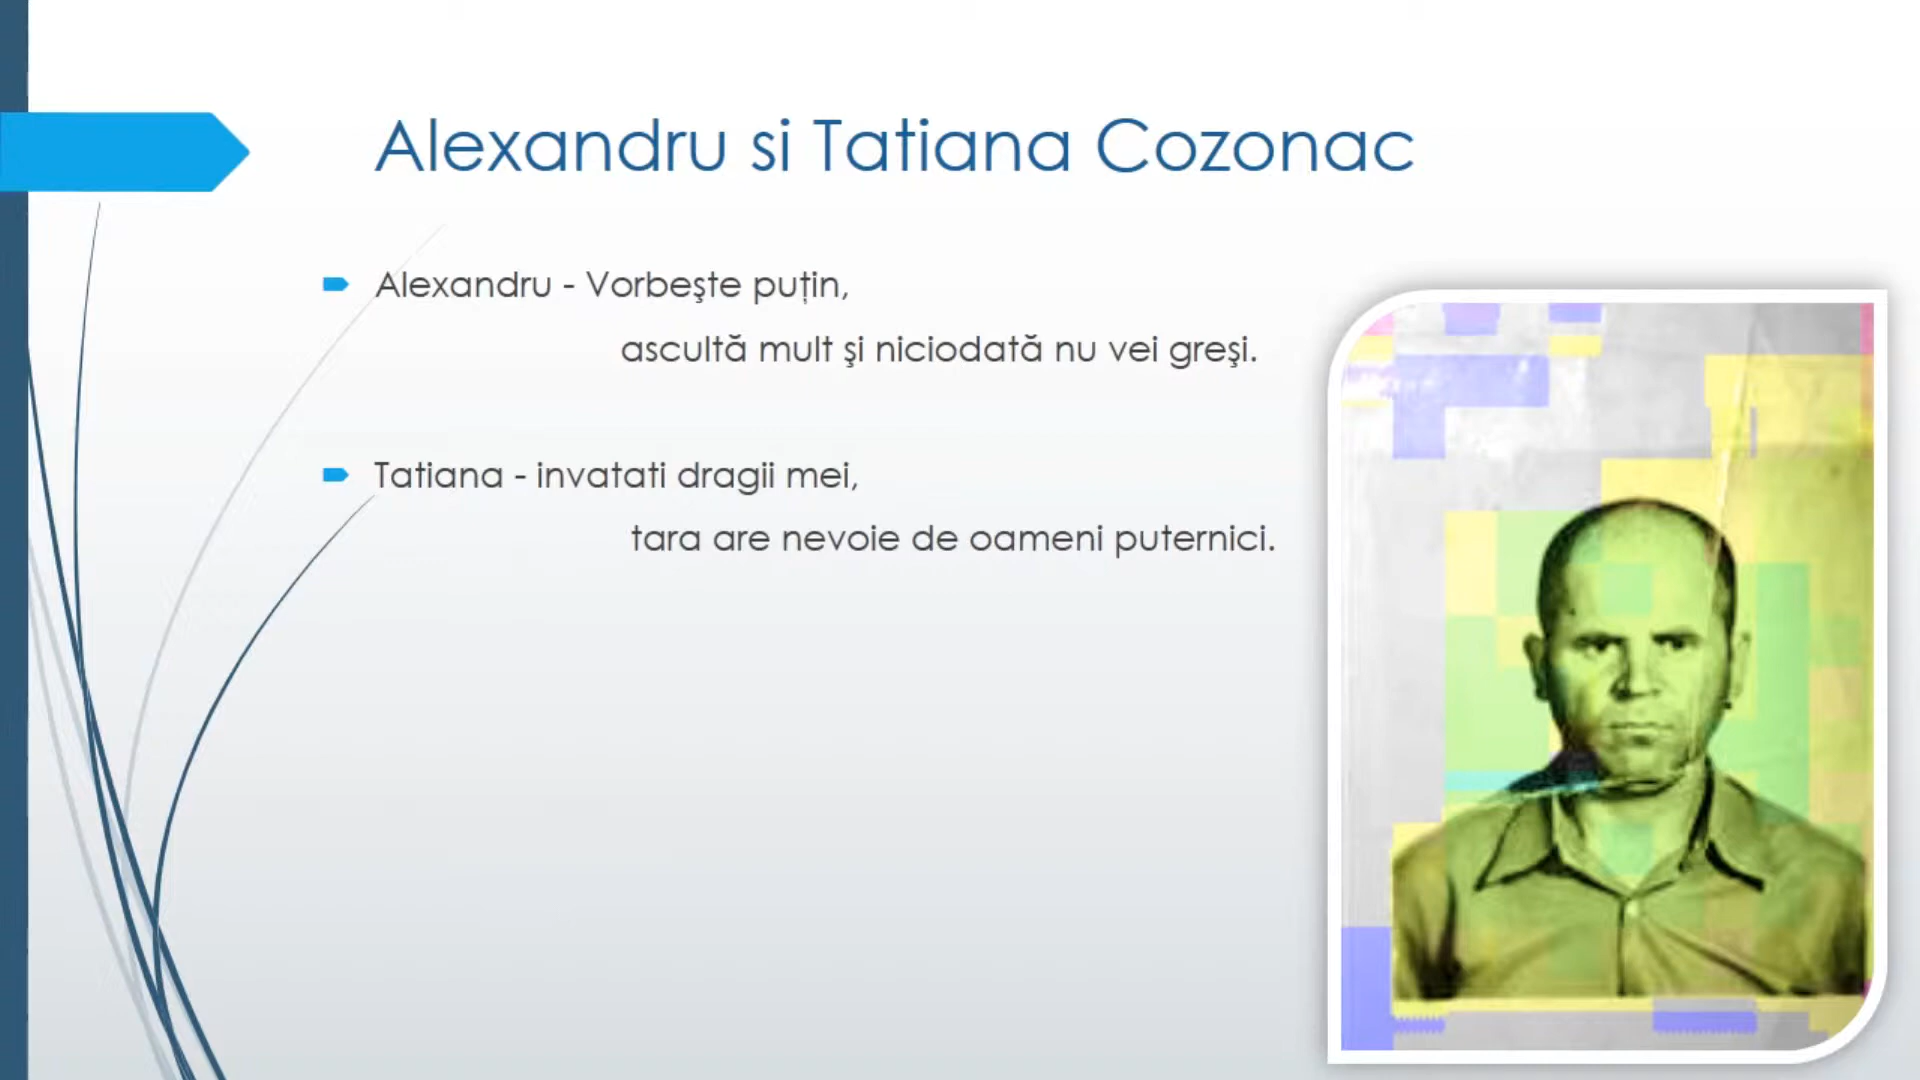 Alexandru si Tatiana Cozonac
Alexandru - Vorbeşte puțin,
ascultă mult şi niciodată nu vei greşi.
Tatiana - invatati dragii mei,
tara are nevoie de oameni puternici.